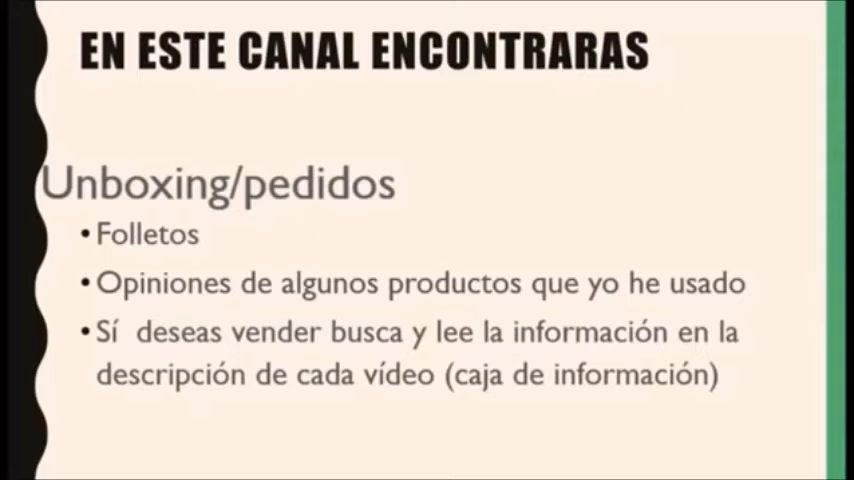 EN ESTE CANAL ENCONTRARAS
Unboxing/pedidos
• Folletos
• Opiniones de algunos productos que yo he usado
• Sí deseas vender busca y lee la información en la
descripción de cada vídeo (caja de información)